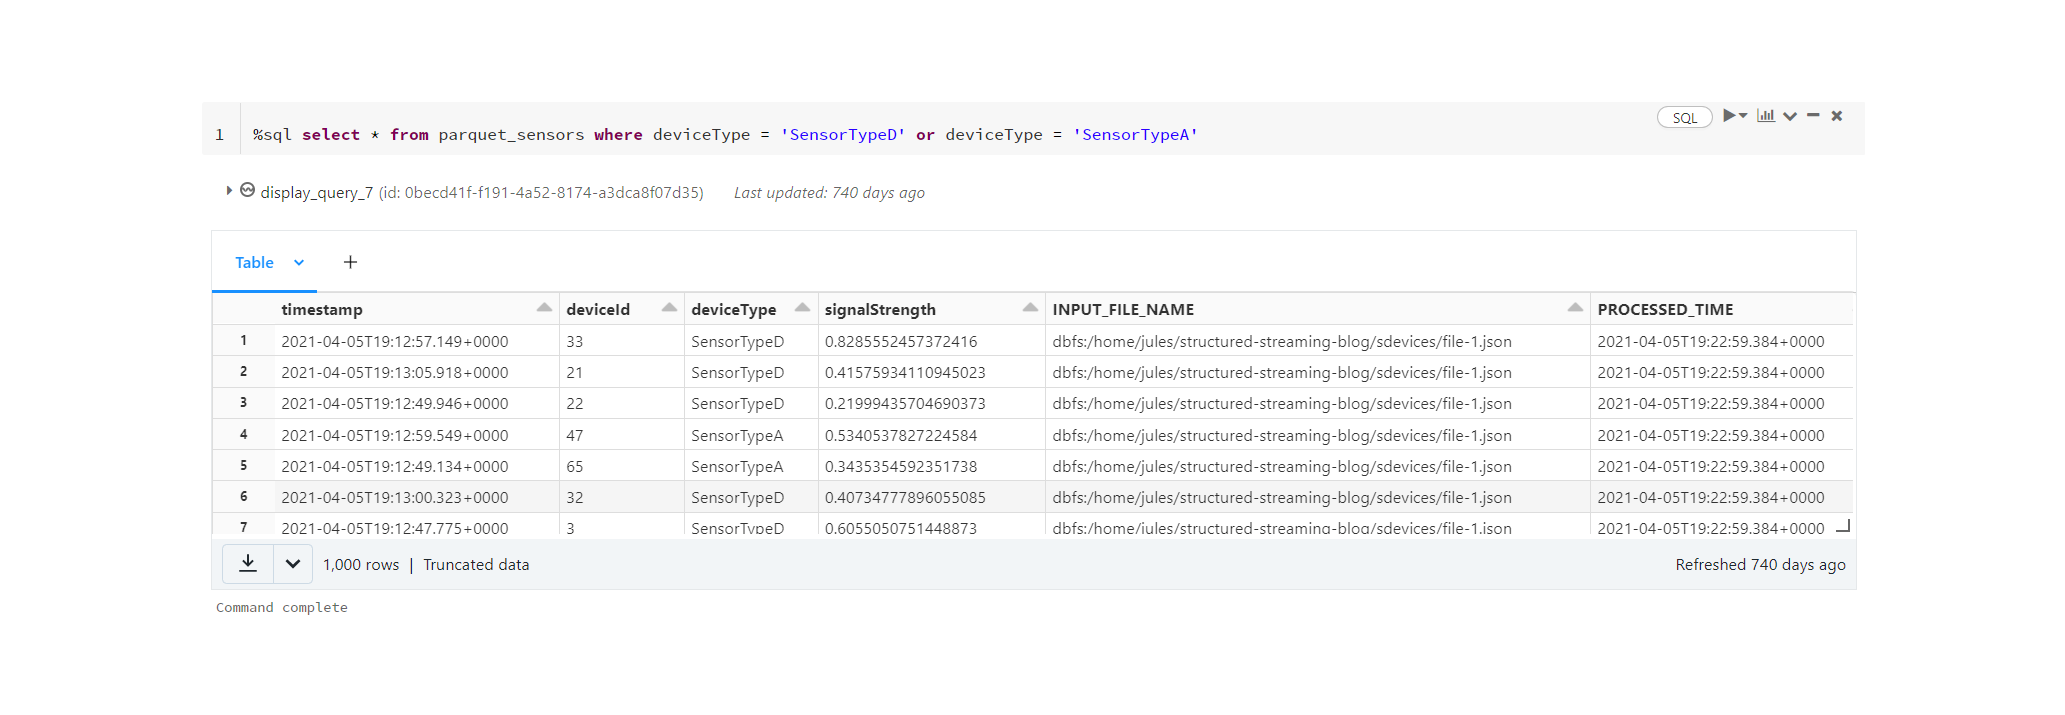 SQL
1 %sql select * from parquet_sensors where deviceType = 'SensorTypeD' or deviceType = 'SensorTypeA'
display_query_7 (id: 0becd41f-f191-4a52-8174-a3dca8f07d35) Last updated: 740 days ago
Table +
timestamp deviceId deviceType signalStrength INPUT_FILE_NAME PROCESSED_TIME
1 2021-04-05T19:12:57.149+0000 33 SensorTypeD 0.8285552457372416 dbfs:/home/jules/structured-streaming-blog/sdevices/file-1.json 2021-04-05T19:22:59.384+0000
2 2021-04-05T19:13:05.918+0000 21 SensorTypeD 0.41575934110945023 dbfs:/home/jules/structured-streaming-blog/sdevices/file-1.json 2021-04-05T19:22:59.384+0000
3 2021-04-05T19:12:49.946+0000 22 SensorTypeD 0.21999435704690373 dbfs:/home/jules/structured-streaming-blog/sdevices/file-1.json 2021-04-05T19:22:59.384+0000
4 2021-04-05T19:12:59.549+0000 47 SensorTypeA 0.5340537827224584 dbfs:/home/jules/structured-streaming-blog/sdevices/file-1.json 2021-04-05T19:22:59.384+0000
5 2021-04-05T19:12:49.134+0000 65 SensorTypeA 0.3435354592351738 dbfs:/home/jules/structured-streaming-blog/sdevices/file-1.json 2021-04-05T19:22:59.384+0000
6 2021-04-05T19:13:00.323+0000 32 SensorTypeD 0.40734777896055085 dbfs:/home/jules/structured-streaming-blog/sdevices/file-1.json 2021-04-05T19:22:59.384+0000
7 2021-04-05T19:12:47.775+0000 3 SensorTypeD 0.6055050751448873 dbfs:/home/jules/structured-streaming-blog/sdevices/file-1.json 2021-04-05T19:22:59.384+0000
1,000 rows | Truncated data Refreshed 740 days ago
Command complete